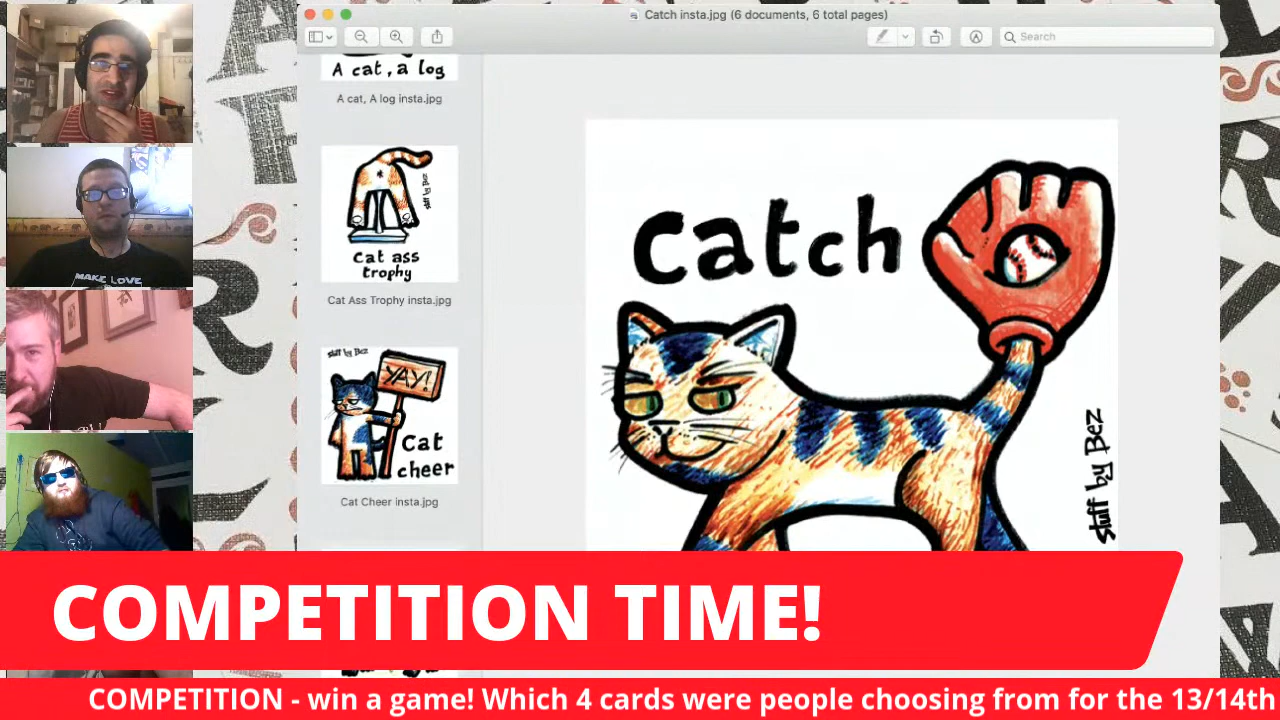 Catch insta.jpg (6 documents, 6 total pages)
Search
A cat, a log
A cat, A log insta.jpg
stuff by Bez
Cat ass
trophy
Cat Ass Trophy insta.jpg
stuff by Bez
YAY!
Cat
cheer
Cat Cheer insta.jpg
Catch
stuff by Bez
MAKE LOVE
COMPETITION TIME!
COMPETITION - win a game! Which 4 cards were people choosing from for the 13/14th